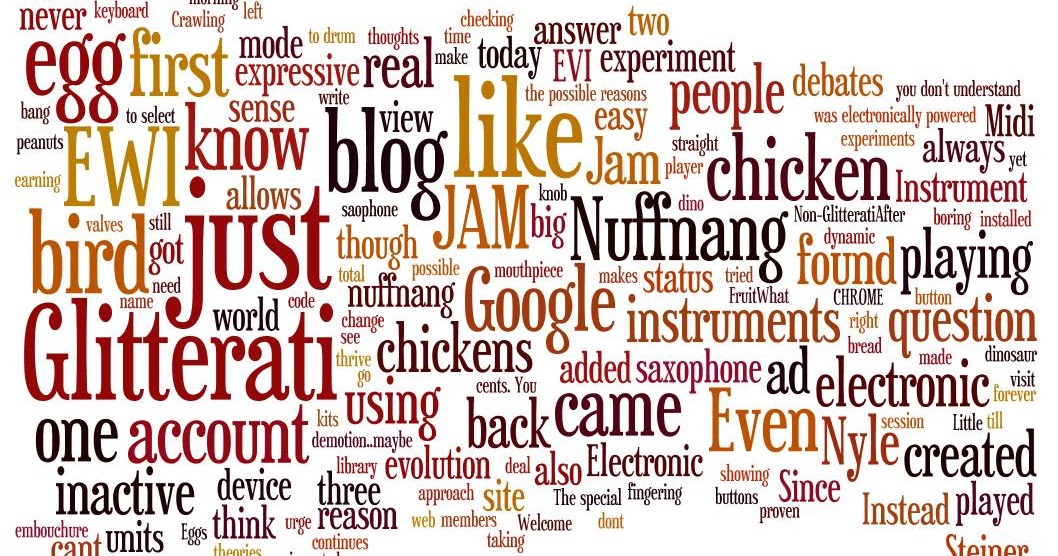 morning
left
never
keyboard
Crawling
checking
answer
two
egg
first
mode
to drum
thoughts
time
make
today
EVI
experiment
expressive
real
people
debates
you don't understand
bang
to select
sense
write
view
like
the possible reasons
easy
was electronically powered
Midi
peanuts
EWI
know
blog
Jam
straight
player
chicken
experiments
always
yet
earning
allows
saophone
JAM
knob
big
Nuffnang
dino
Non-GlitteratiAfter
Instrument
boring
installed
bird
valves
still
got
just
though
total
possible
mouthpiece
makes
status
tried
dynamic
found
playing
need
name
world
code
nuffnang
Google
instruments
FruitWhat
CHROME
right
button
question
Glitterati
change
see
thrive
go
chickens
cents. You
added
saxophone
ad
bread
made
dinosaur
electronic
visit
forever
one
account
kits
using
demotion..maybe
back
came
Even
Nyle
session
Little
till
created
inactive
device
three
library
evolution
deal
also
Electronic
showing
buttons
Since
proven
Instead
played
approach
site
The special
fingering
embouchure
units
Eggs
think
urge
reason
continues
web
members
Welcome
taking
dont
cant
theories
Steiner